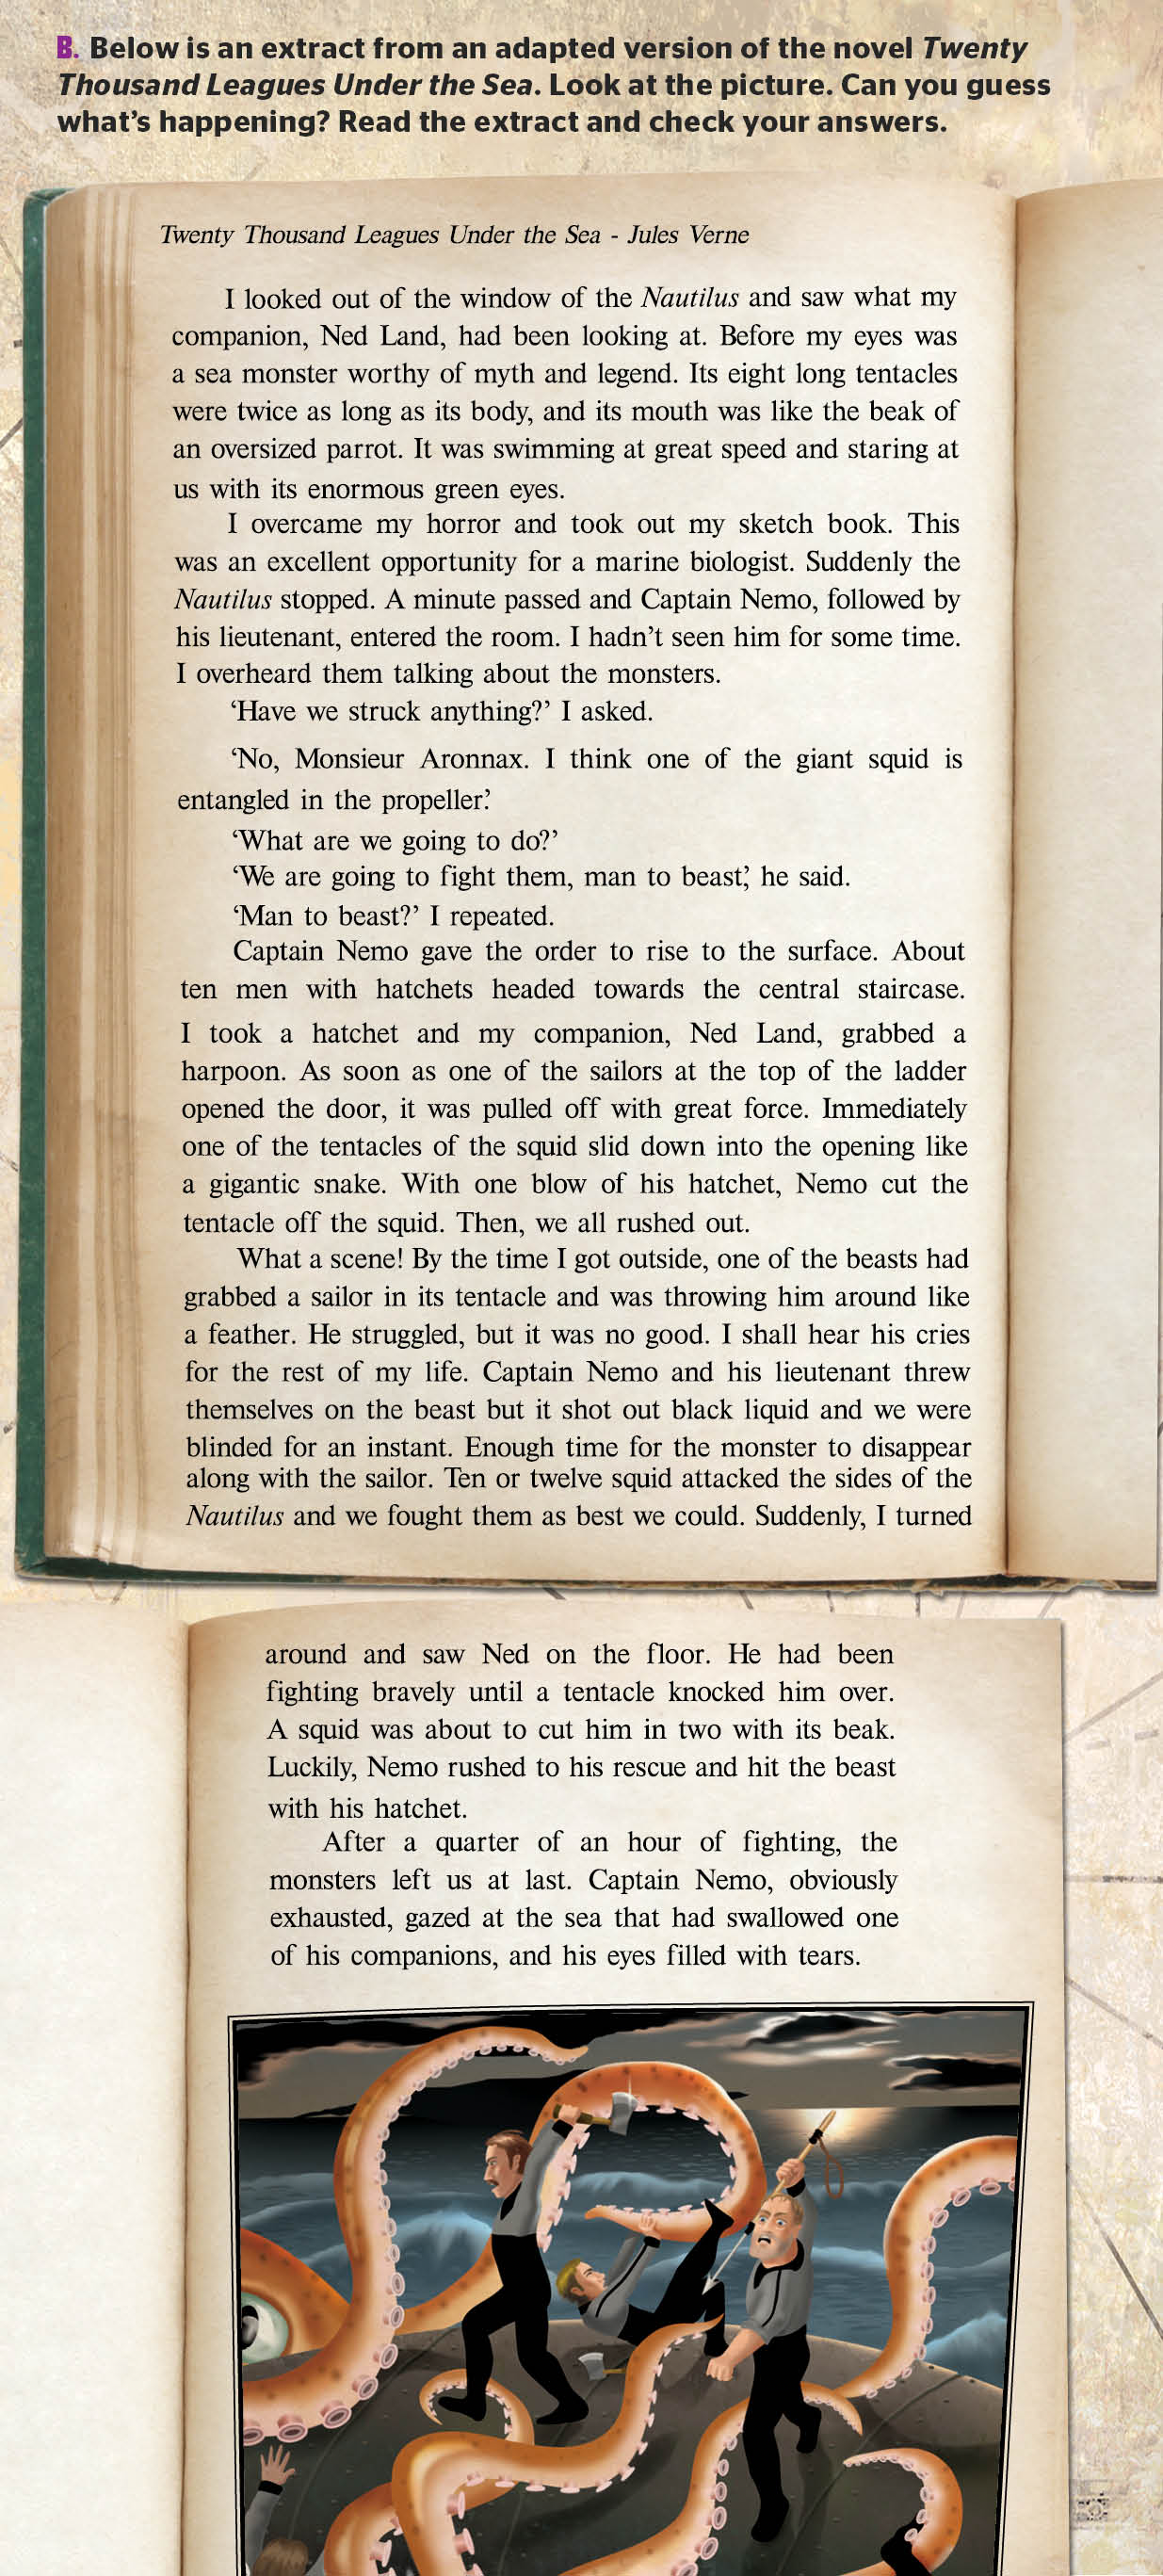 B. Below is an extract from an adapted version of the novel Twenty
Thousand Leagues Under the Sea. Look at the picture. Can you guess
what's happening? Read the extract and check your answers.
Twenty Thousand Leagues Under the Sea - Jules Verne
I looked out of the window of the Nautilus and saw what my
companion, Ned Land, had been looking at. Before my eyes was
a sea monster worthy of myth and legend. Its eight long tentacles
were twice as long as its body, and its mouth was like the beak of
an oversized parrot. It was swimming at great speed and staring at
us with its enormous green eyes.
I overcame my horror and took out my sketch book. This
was an excellent opportunity for a marine biologist. Suddenly the
Nautilus stopped. A minute passed and Captain Nemo, followed by
his lieutenant, entered the room. I hadn't seen him for some time.
I overheard them talking about the monsters.
‘Have we struck anything?’ I asked.
‘No, Monsieur Aronnax. I think one of the giant squid is
entangled in the propeller.’
‘What are we going to do?’
‘We are going to fight them, man to beast,’ he said.
‘Man to beast?’ I repeated.
Captain Nemo gave the order to rise to the surface. About
ten men with hatchets headed towards the central staircase.
I took a hatchet and my companion, Ned Land, grabbed a
harpoon. As soon as one of the sailors at the top of the ladder
opened the door, it was pulled off with great force. Immediately
one of the tentacles of the squid slid down into the opening like
a gigantic snake. With one blow of his hatchet, Nemo cut the
tentacle off the squid. Then, we all rushed out.
What a scene! By the time I got outside, one of the beasts had
grabbed a sailor in its tentacle and was throwing him around like
a feather. He struggled, but it was no good. I shall hear his cries
for the rest of my life. Captain Nemo and his lieutenant threw
themselves on the beast but it shot out black liquid and we were
blinded for an instant. Enough time for the monster to disappear
along with the sailor. Ten or twelve squid attacked the sides of the
Nautilus and we fought them as best we could. Suddenly, I turned
around and saw Ned on the floor. He had been
fighting bravely until a tentacle knocked him over.
A squid was about to cut him in two with its beak.
Luckily, Nemo rushed to his rescue and hit the beast
with his hatchet.
After a quarter of an hour of fighting, the
monsters left us at last. Captain Nemo, obviously
exhausted, gazed at the sea that had swallowed one
of his companions, and his eyes filled with tears.